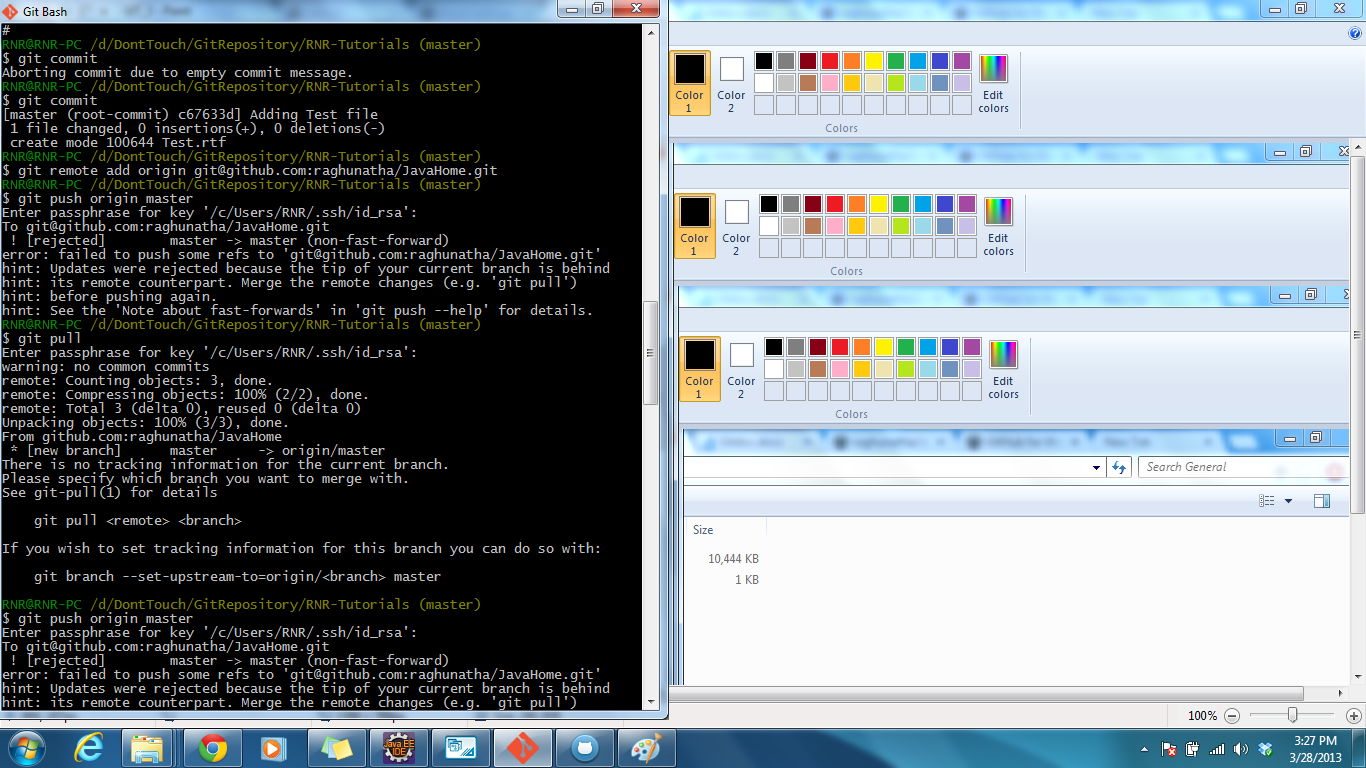 Git Bash
#
RNR@RNR-PC /d/DontTouch/GitRepository/RNR-Tutorials (master)
$ git commit
Aborting commit due to empty commit message.
RNR@RNR-PC /d/DontTouch/GitRepository/RNR-Tutorials (master)
$ git commit
[master (root-commit) c67633d] Adding Test file
 1 file changed, 0 insertions(+), 0 deletions(-)
 create mode 100644 Test.rtf
RNR@RNR-PC /d/DontTouch/GitRepository/RNR-Tutorials (master)
$ git remote add origin git@github.com:raghunatha/JavaHome.git
RNR@RNR-PC /d/DontTouch/GitRepository/RNR-Tutorials (master)
$ git push origin master
Enter passphrase for key '/c/Users/RNR/.ssh/id_rsa':
To git@github.com:raghunatha/JavaHome.git
 ! [rejected]        master -> master (non-fast-forward)
error: failed to push some refs to 'git@github.com:raghunatha/JavaHome.git'
hint: Updates were rejected because the tip of your current branch is behind
hint: its remote counterpart. Merge the remote changes (e.g. 'git pull')
hint: before pushing again.
hint: See the 'Note about fast-forwards' in 'git push --help' for details.
RNR@RNR-PC /d/DontTouch/GitRepository/RNR-Tutorials (master)
$ git pull
Enter passphrase for key '/c/Users/RNR/.ssh/id_rsa':
warning: no common commits
remote: Counting objects: 3, done.
remote: Compressing objects: 100% (2/2), done.
remote: Total 3 (delta 0), reused 0 (delta 0)
Unpacking objects: 100% (3/3), done.
From github.com:raghunatha/JavaHome
 * [new branch]      master     -> origin/master
There is no tracking information for the current branch.
Please specify which branch you want to merge with.
See git-pull(1) for details
    git pull <remote> <branch>
If you wish to set tracking information for this branch you can do so with:
    git branch --set-upstream-to=origin/<branch> master
RNR@RNR-PC /d/DontTouch/GitRepository/RNR-Tutorials (master)
$ git push origin master
Enter passphrase for key '/c/Users/RNR/.ssh/id_rsa':
To git@github.com:raghunatha/JavaHome.git
 ! [rejected]        master -> master (non-fast-forward)
error: failed to push some refs to 'git@github.com:raghunatha/JavaHome.git'
hint: Updates were rejected because the tip of your current branch is behind
hint: its remote counterpart. Merge the remote changes (e.g. 'git pull')
Color 1
Color 2
Edit colors
Colors
Color 1
Color 2
Edit colors
Colors
Color 1
Color 2
Edit colors
Colors
Search General
Size
10,444 KB
1 KB
100%
Java EE
IDE
3:27 PM
3/28/2013